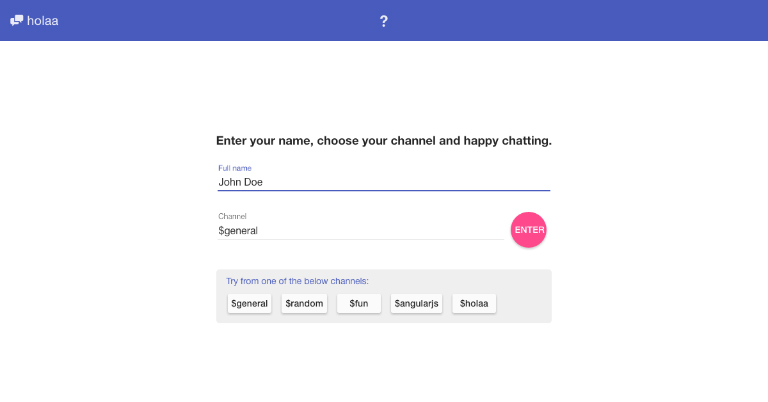 holaa
?
Enter your name, choose your channel and happy chatting.
Full name
John Doe
Channel
$general
ENTER
Try from one of the below channels:
$general $random $fun $angularjs $holaa